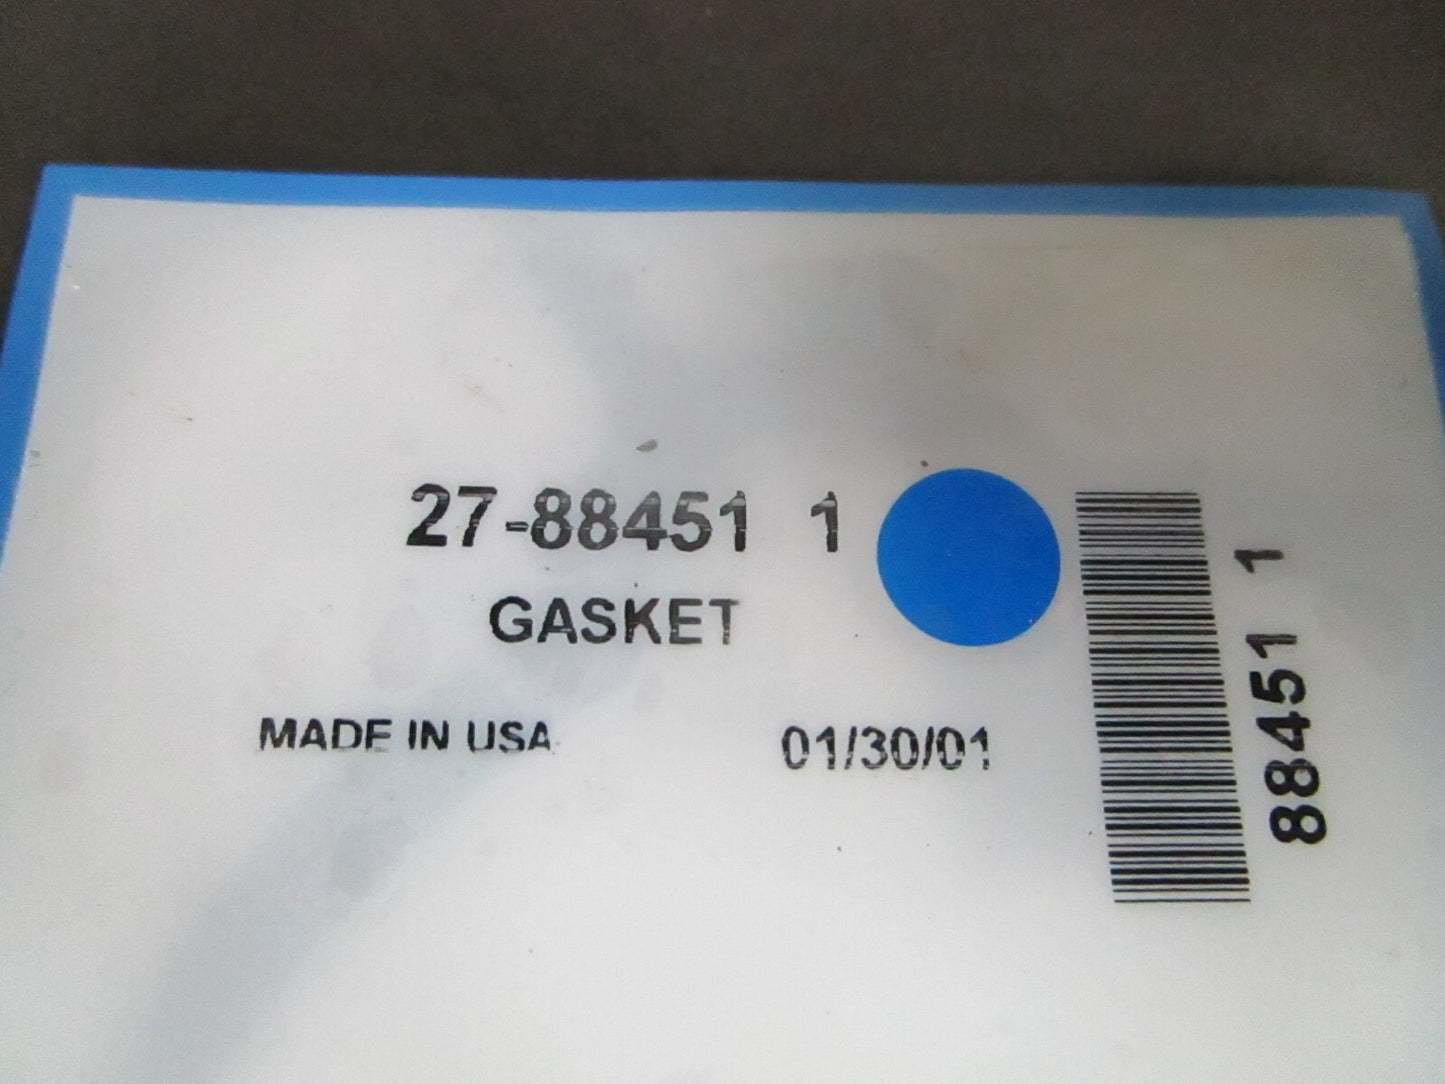 27-88451 1
GASKET
MADE IN USA
01/30/01
88451 1